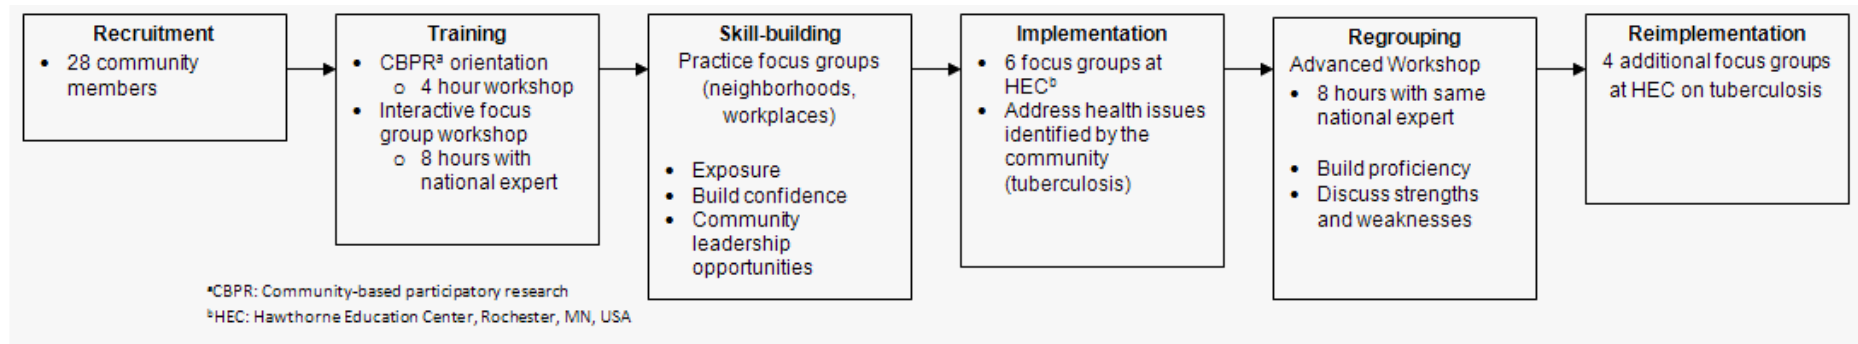 Recruitment
• 28 community
members
Training
• CBPRª orientation
o 4 hour workshop
• Interactive focus
group workshop
o 8 hours with
national expert
Skill-building
Practice focus groups
(neighborhoods,
workplaces)
• Exposure
• Build confidence
• Community
leadership
opportunities
Implementation
• 6 focus groups at
HECᵇ
• Address health issues
identified by the
community
(tuberculosis)
Regrouping
Advanced Workshop
• 8 hours with same
national expert
• Build proficiency
• Discuss strengths
and weaknesses
Reimplementation
4 additional focus groups
at HEC on tuberculosis
ªCBPR: Community-based participatory research
ᵇHEC: Hawthorne Education Center, Rochester, MN, USA